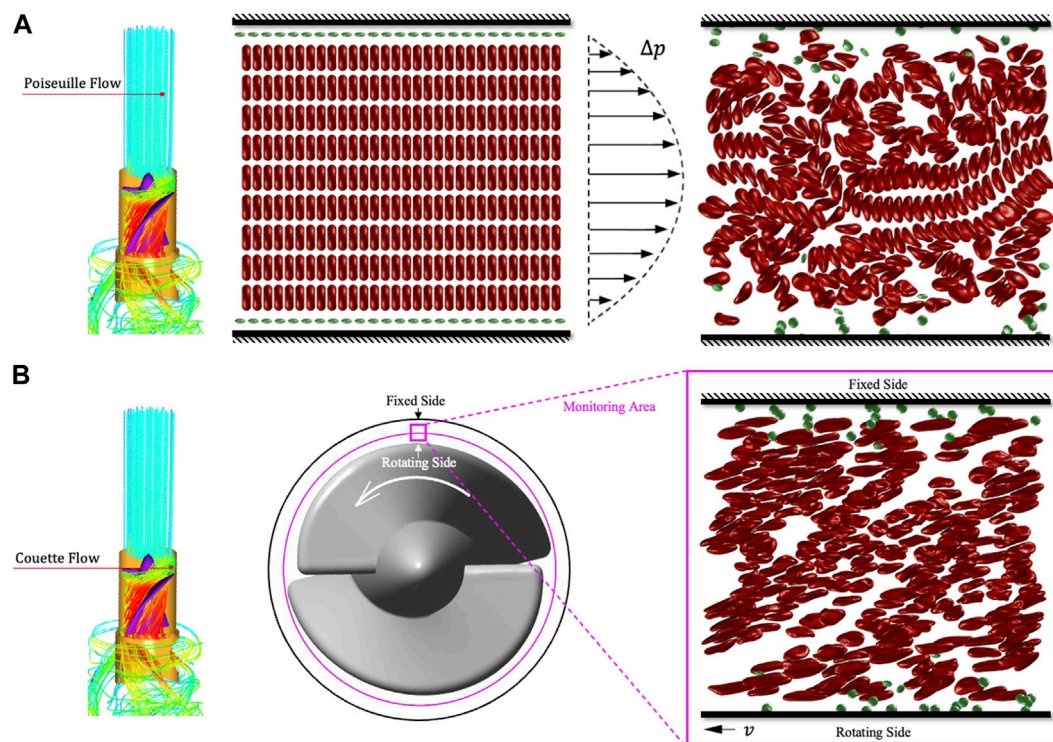 A
Poiseuille Flow
Δp
B
Fixed Side
Monitoring Area
Rotating Side
Couette Flow
Fixed Side
v
Rotating Side